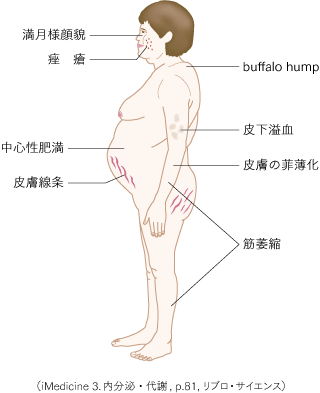 満月様顔貌
痤 瘡
buffalo hump
皮下溢血
中心性肥満
皮膚の菲薄化
皮膚線条
筋萎縮
（iMedicine 3. 内分泌・代謝, p.81, リブロ・サイエンス）